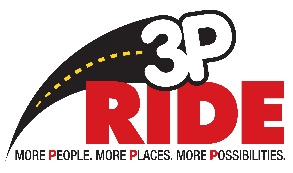 3P
RIDE
MORE PEOPLE. MORE PLACES. MORE POSSIBILITIES.